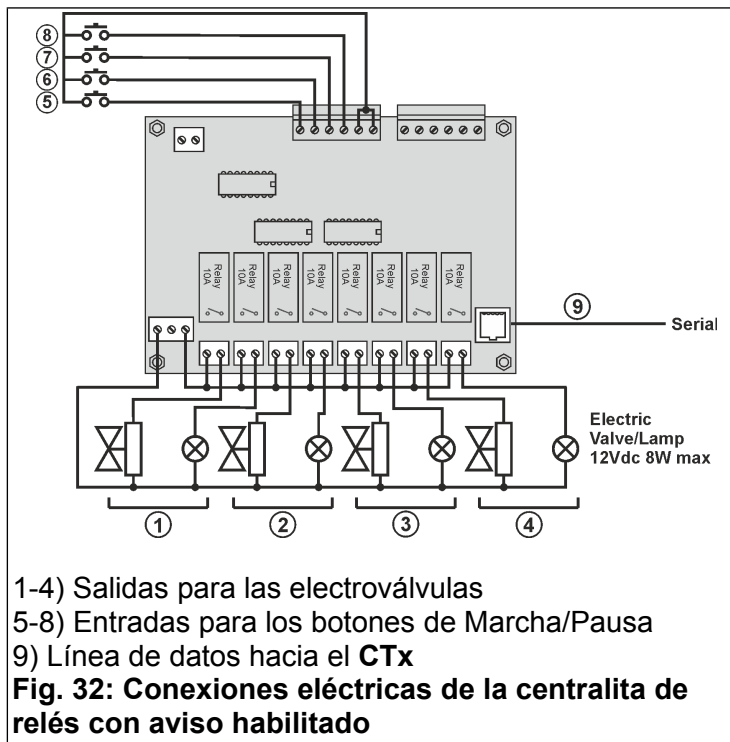 8
7
6
5
Relay 10A
Relay 10A
Relay 10A
Relay 10A
Relay 10A
Relay 10A
Relay 10A
Relay 10A
9
Serial
Electric
Valve/Lamp
12Vdc 8W max
1
2
3
4
1-4) Salidas para las electroválvulas
5-8) Entradas para los botones de Marcha/Pausa
9) Línea de datos hacia el CTx
Fig. 32: Conexiones eléctricas de la centralita de
relés con aviso habilitado